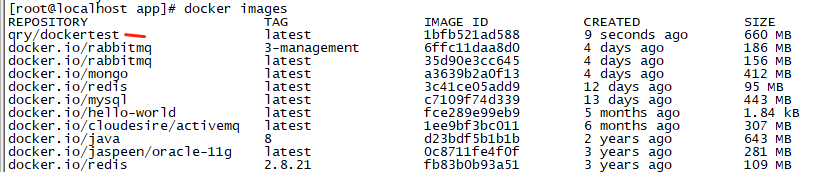 [root@localhost app]# docker images
REPOSITORY TAG IMAGE ID CREATED SIZE
qry/dockertest latest 1bfb521ad588 9 seconds ago 660 MB
docker.io/rabbitmq 3-management 6ffc11daa8d0 4 days ago 186 MB
docker.io/rabbitmq latest 35d90e3cc645 4 days ago 156 MB
docker.io/mongo latest a3639b2a0f13 4 days ago 412 MB
docker.io/redis latest 3c41ce05add9 12 days ago 95 MB
docker.io/mysql latest c7109f74d339 13 days ago 443 MB
docker.io/hello-world latest fce289e99eb9 5 months ago 1.84 kB
docker.io/cloudesire/activemq latest 1ee9bf3bc011 6 months ago 307 MB
docker.io/java 8 d23bdf5b1b1b 2 years ago 643 MB
docker.io/jaspeen/oracle-11g latest 0c8711fe4f0f 3 years ago 281 MB
docker.io/redis 2.8.21 fb83b0b93a51 3 years ago 109 MB